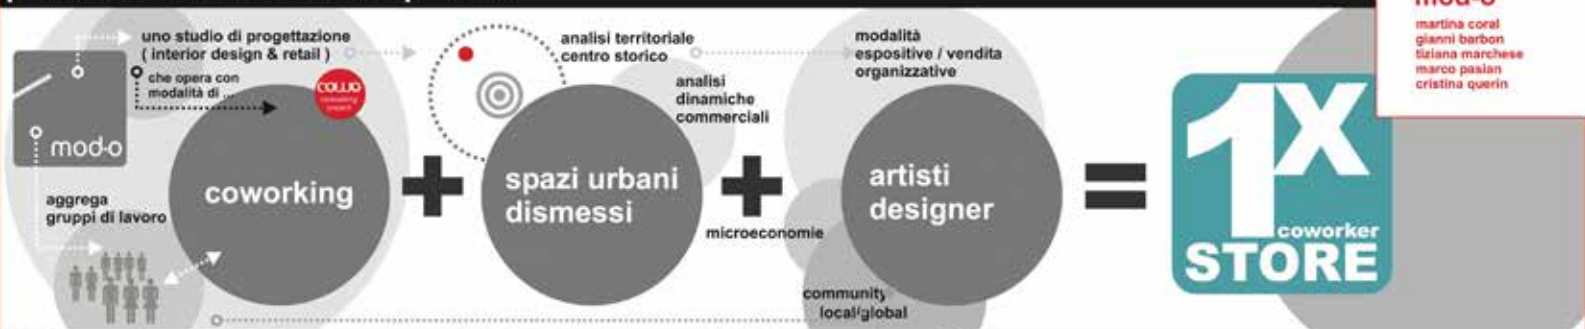 mod-o
martina coral
gianni barbon
tiziana marchese
marco pasian
cristina querin
uno studio di progettazione
( interior design & retail )
che opera con
modalità di ...
mod-o
aggrega
gruppi di lavoro
coworking
analisi territoriale
centro storico
analisi
dinamiche
commerciali
spazi urbani
dismessi
microeconomie
modalità
espositive / vendita
organizzative
artisti
designer
community
local/global
1X
coworker
STORE